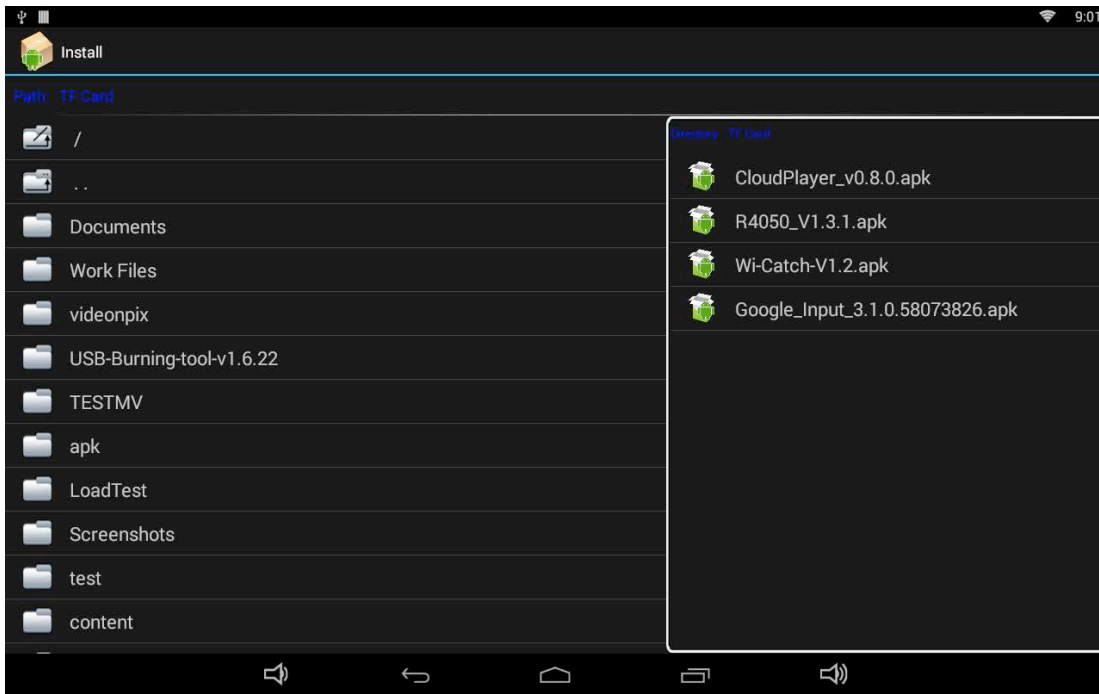 9:01
Install
Path: TF Card
/
..
Documents
Work Files
videonpix
USB-Burning-tool-v1.6.22
TESTMV
apk
LoadTest
Screenshots
test
content
Directory: TF Card
CloudPlayer_v0.8.0.apk
R4050_V1.3.1.apk
Wi-Catch-V1.2.apk
Google_Input_3.1.0.58073826.apk